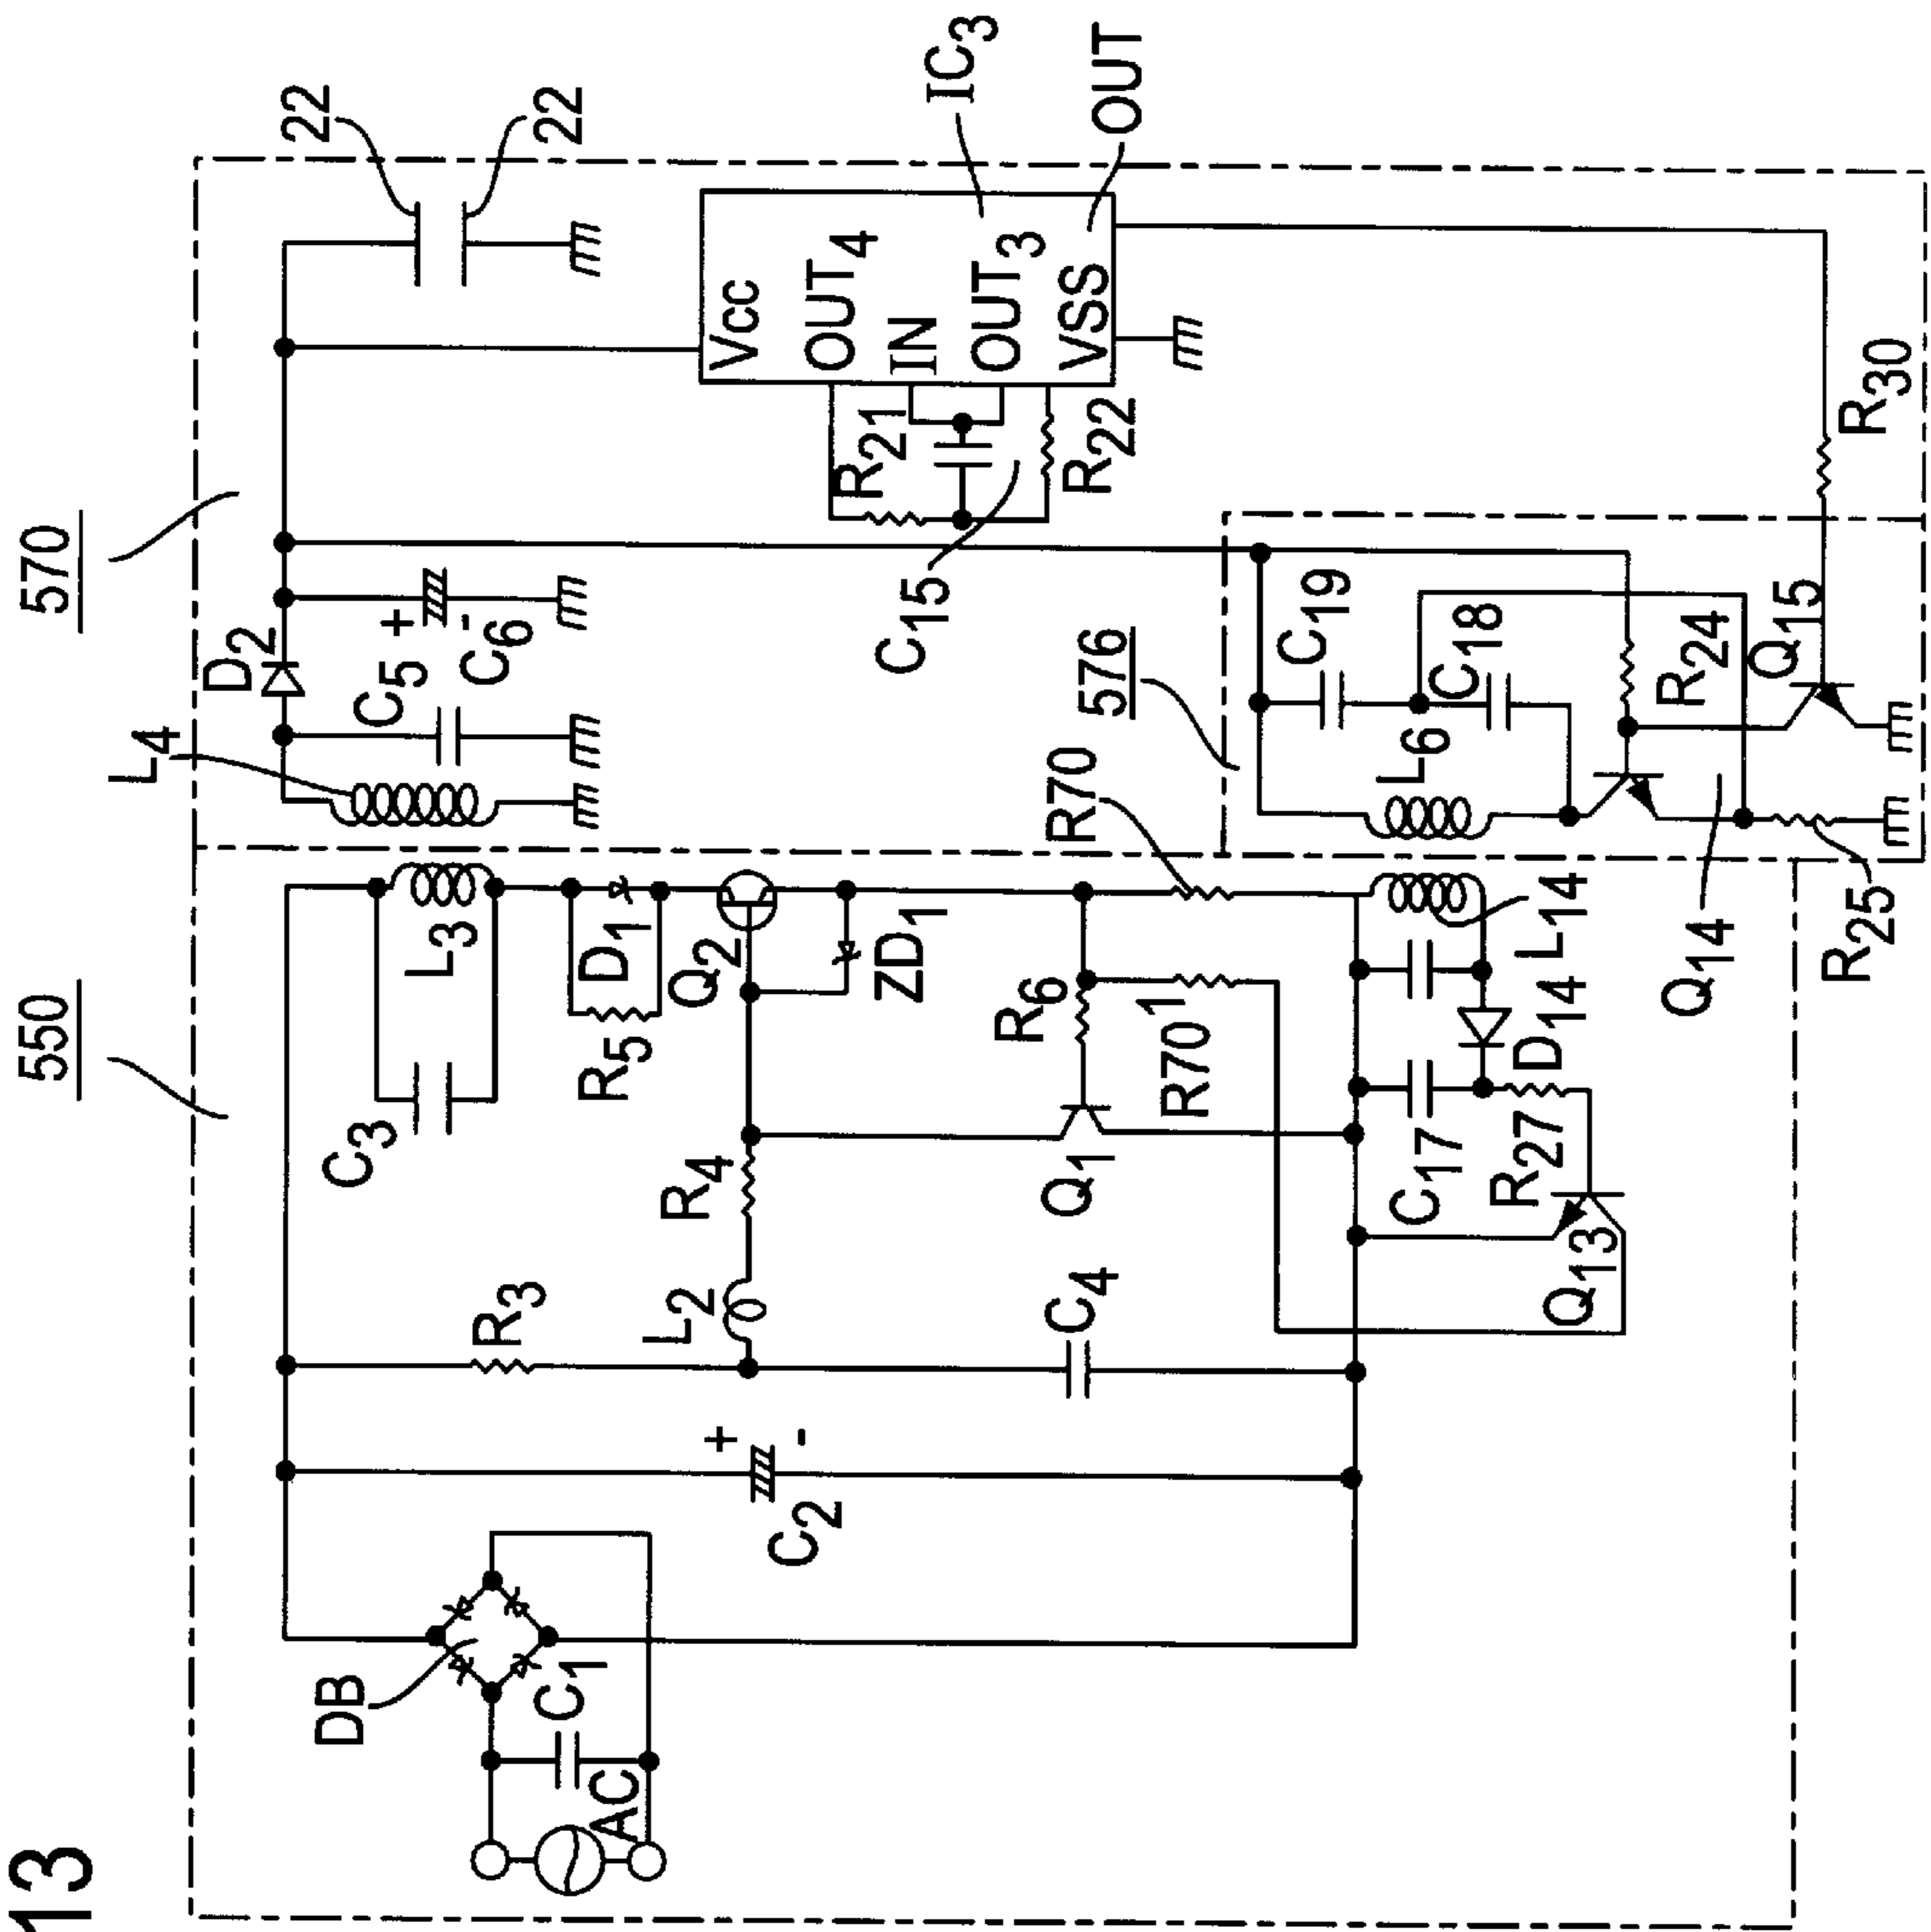 13
550
570
DB
C1
AC
C2
+
-
R3
L2
C4
C3
R4
L3
R5
D1
Q2
ZD1
R6
Q1
R701
R70
C17
R27
D14
L14
Q13
L4
D2
C5
+
-
C6
22
22
Vcc
OUT4
IN
OUT3
VSS
IC3
OUT
R21
R22
C15
576
C19
C18
L6
R24
Q15
R30
Q14
R25